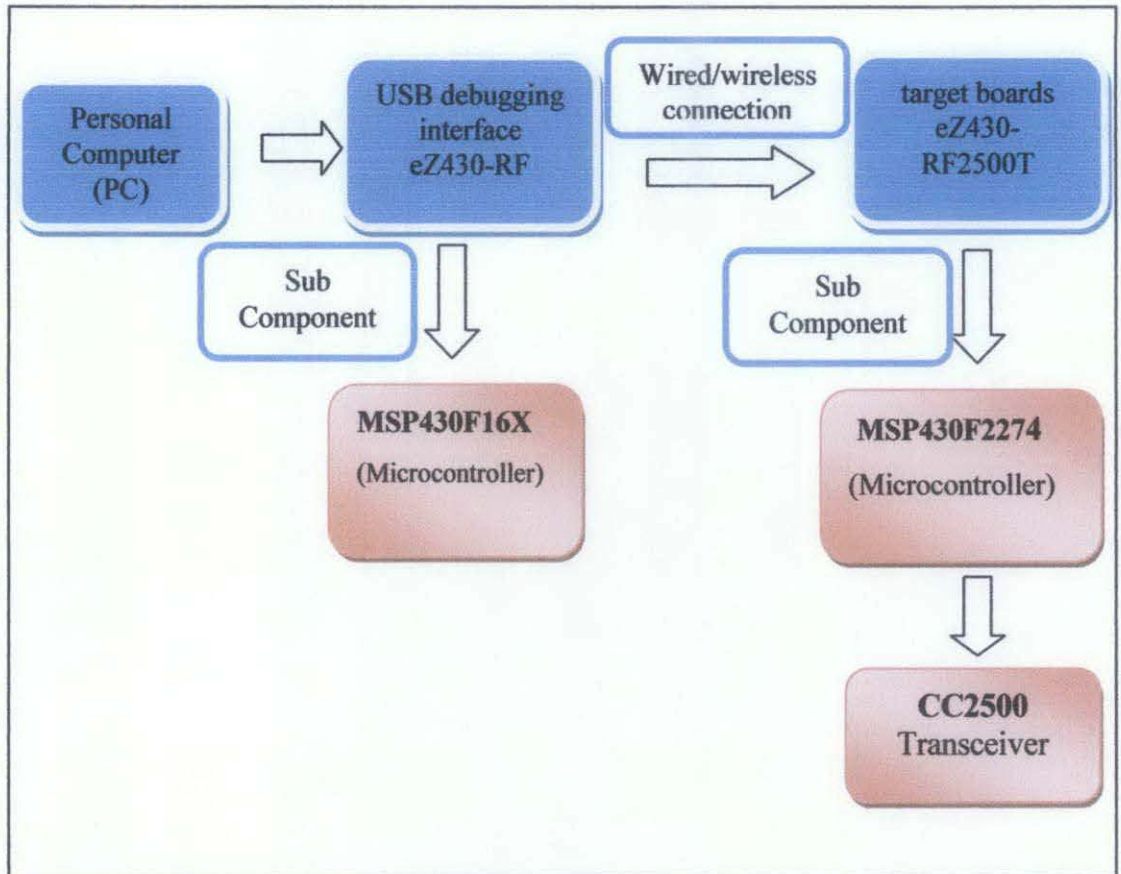 Personal
Computer
(PC)
USB debugging
interface
eZ430-RF
Wired/wireless
connection
target boards
eZ430-
RF2500T
Sub
Component
Sub
Component
MSP430F16X
(Microcontroller)
MSP430F2274
(Microcontroller)
CC2500
Transceiver